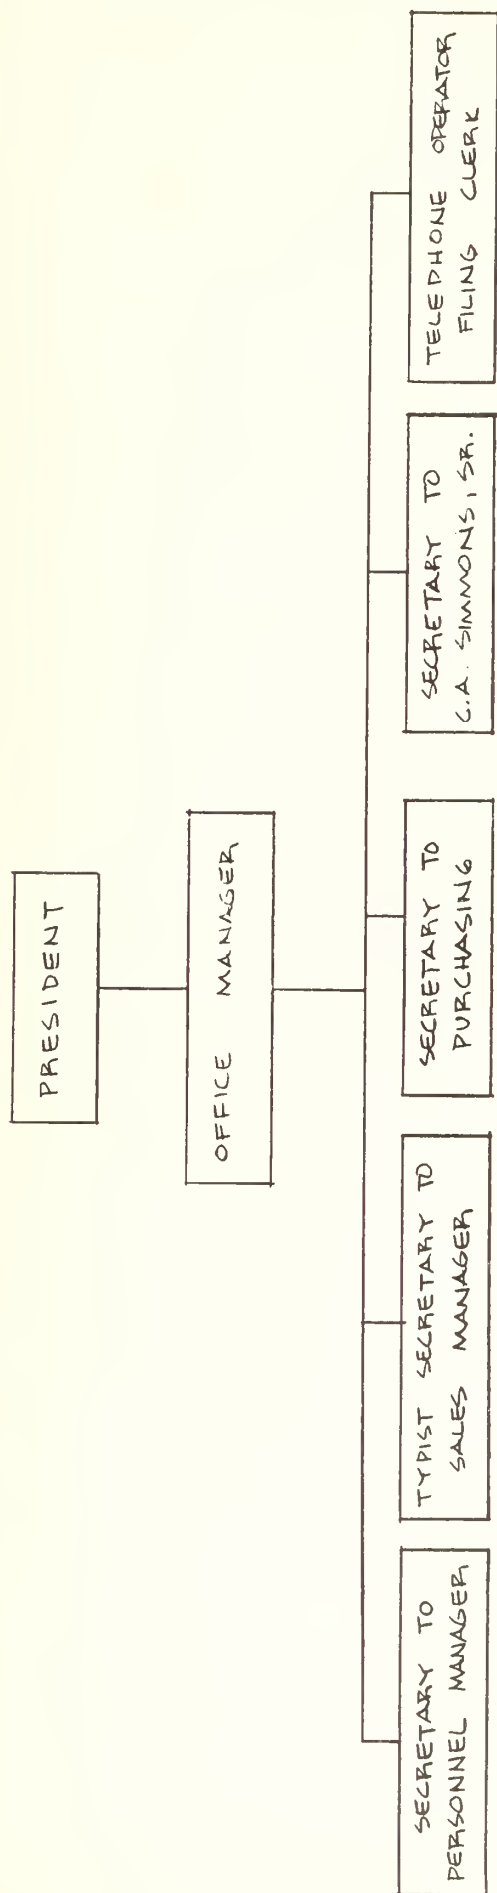 PRESIDENT
OFFICE MANAGER
SECRETARY TO
PERSONNEL MANAGER
TYPIST SECRETARY TO
SALES MANAGER
SECRETARY TO
PURCHASING
SECRETARY TO
C.A. SIMMONS, SR.
TELEPHONE OPERATOR
FILING CLERK